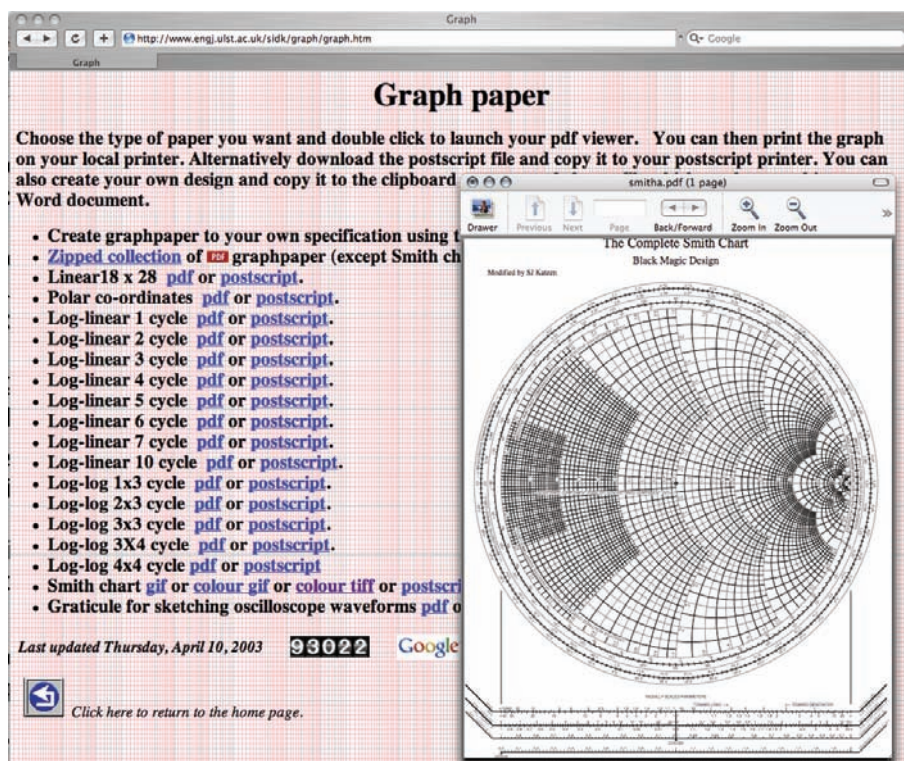 Graph
http://www.engj.ulst.ac.uk/sidk/graph/graph.htm
Google
Graph
Graph paper
Choose the type of paper you want and double click to launch your pdf viewer. You can then print the graph
on your local printer. Alternatively download the postscript file and copy it to your postscript printer. You can
also create your own design and copy it to the clipboard
Word document.
• Create graphpaper to your own specification using
• Zipped collection of PDF graphpaper (except Smith
• Linear18 x 28 pdf or postscript.
• Polar co-ordinates pdf or postscript.
• Log-linear 1 cycle pdf or postscript.
• Log-linear 2 cycle pdf or postscript.
• Log-linear 3 cycle pdf or postscript.
• Log-linear 4 cycle pdf or postscript.
• Log-linear 5 cycle pdf or postscript.
• Log-linear 6 cycle pdf or postscript.
• Log-linear 7 cycle pdf or postscript.
• Log-linear 10 cycle pdf or postscript.
• Log-log 1x3 cycle pdf or postscript.
• Log-log 2x3 cycle pdf or postscript.
• Log-log 3x3 cycle pdf or postscript.
• Log-log 3X4 cycle pdf or postscript.
• Log-log 4x4 cycle pdf or postscript
• Smith chart gif or colour gif or colour tiff or postscri
• Graticule for sketching oscilloscope waveforms pdf o
Last updated Thursday, April 10, 2003 93022 Google
Click here to return to the home page.
smitha.pdf (1 page)
Drawer Previous Next Page Back/Forward Zoom In Zoom Out
The Complete Smith Chart
Black Magic Design
Modified by SJ Katzen
RADIALLY SCALED PARAMETERS